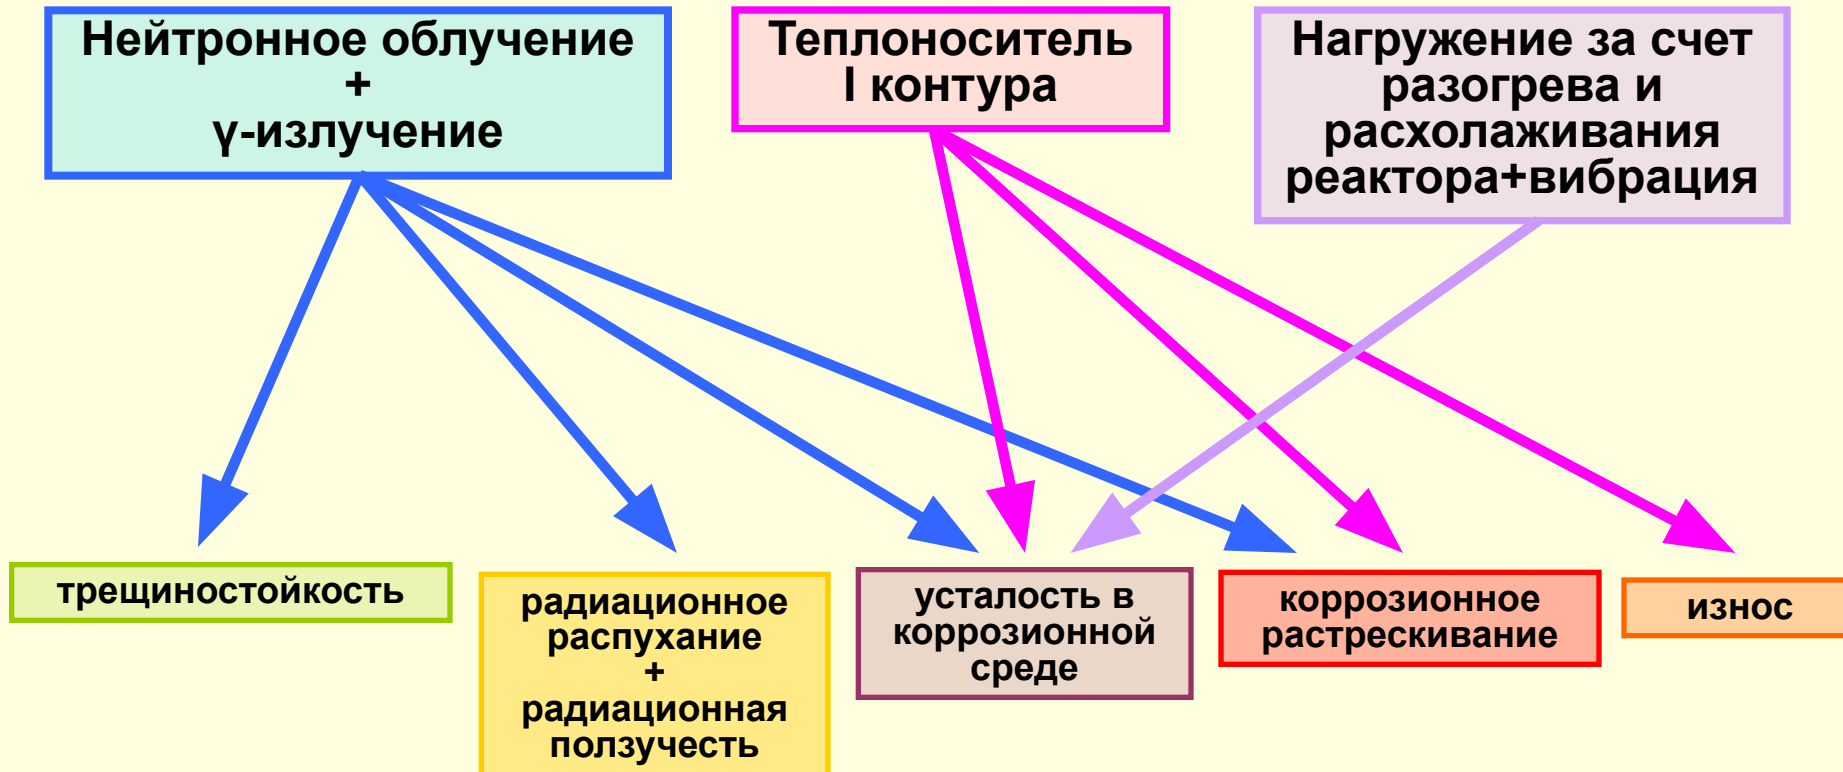 Нейтронное облучение
+
γ-излучение
Теплоноситель
I контура
Нагружение за счет
разогрева и
расхолаживания
реактора+вибрация
трещиностойкость
радиационное
распухание
+
радиационная
ползучесть
усталость в
коррозионной
среде
коррозионное
растрескивание
износ